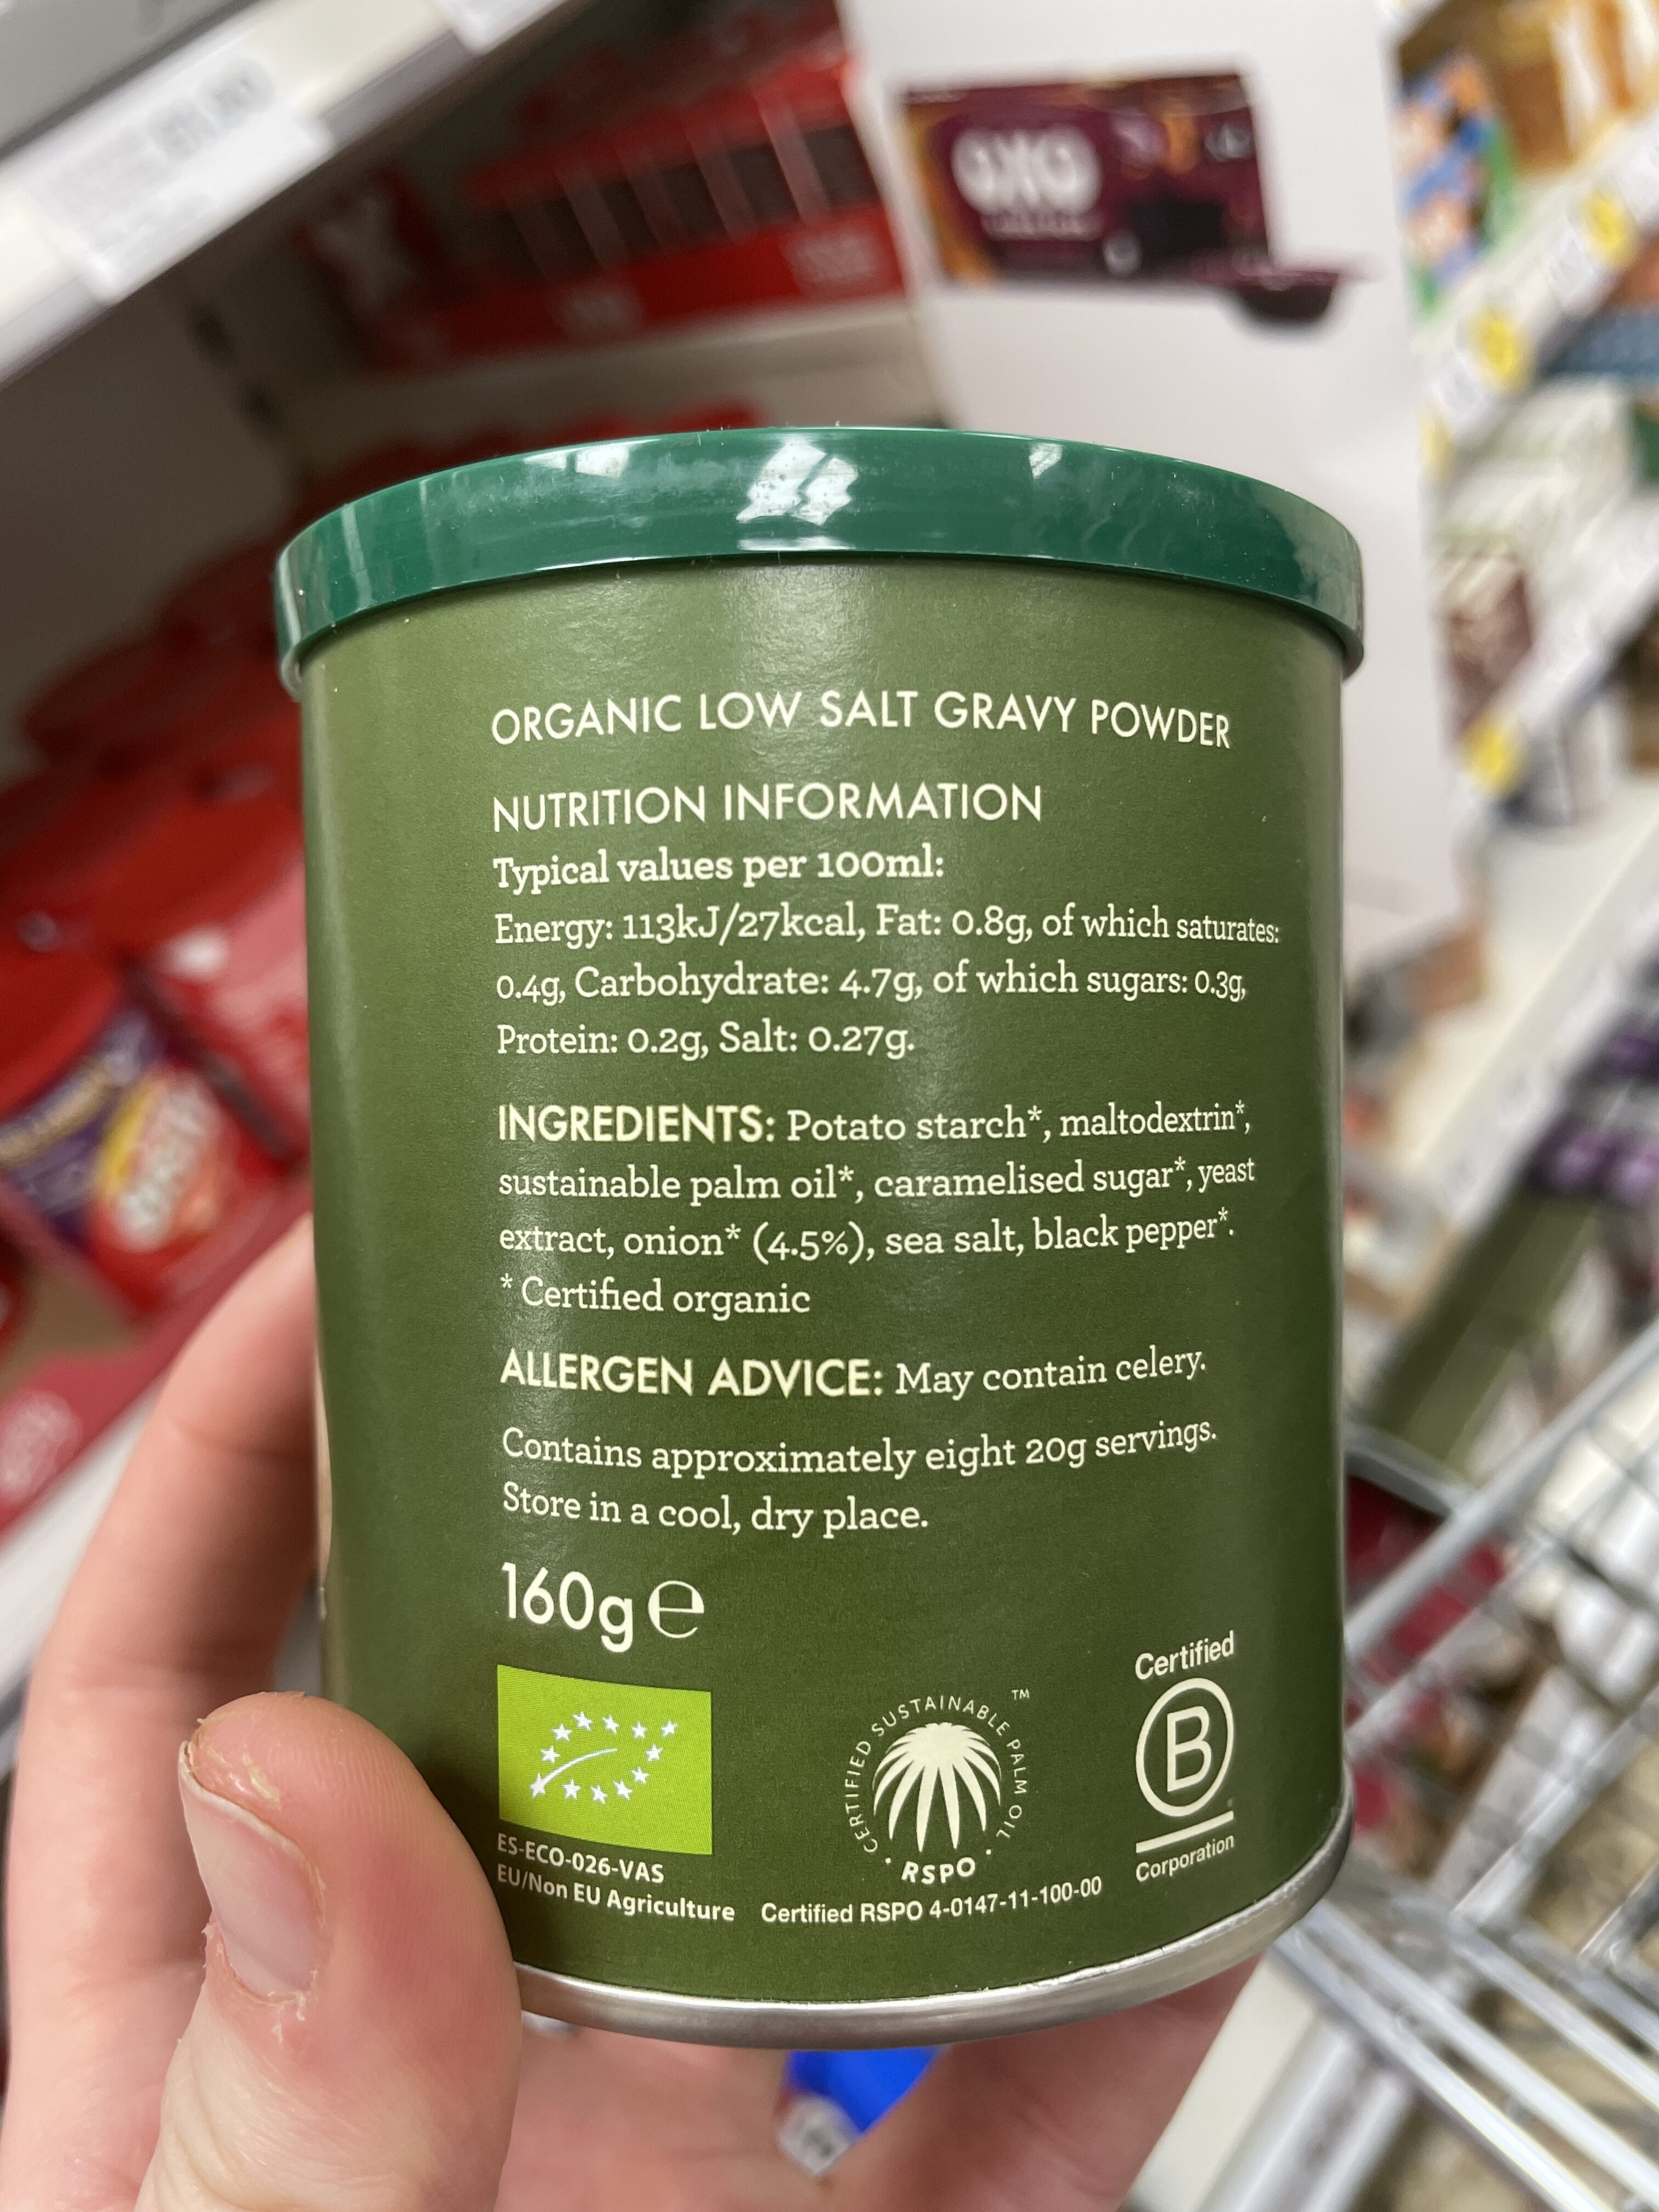 OXO
ORGANIC LOW SALT GRAVY POWDER
NUTRITION INFORMATION
Typical values per 100ml:
Energy: 113kJ/27kcal, Fat: 0.8g, of which saturates:
0.4g, Carbohydrate: 4.7g, of which sugars: 0.3g,
Protein: 0.2g, Salt: 0.27g.
INGREDIENTS: Potato starch*, maltodextrin*,
sustainable palm oil*, caramelised sugar*, yeast
extract, onion* (4.5%), sea salt, black pepper*.
* Certified organic
ALLERGEN ADVICE: May contain celery.
Contains approximately eight 20g servings.
Store in a cool, dry place.
160g ℮
ES-ECO-026-VAS
EU/Non EU Agriculture
CERTIFIED SUSTAINABLE PALM OIL ™
RSPO
Certified RSPO 4-0147-11-100-00
Certified
B
Corporation